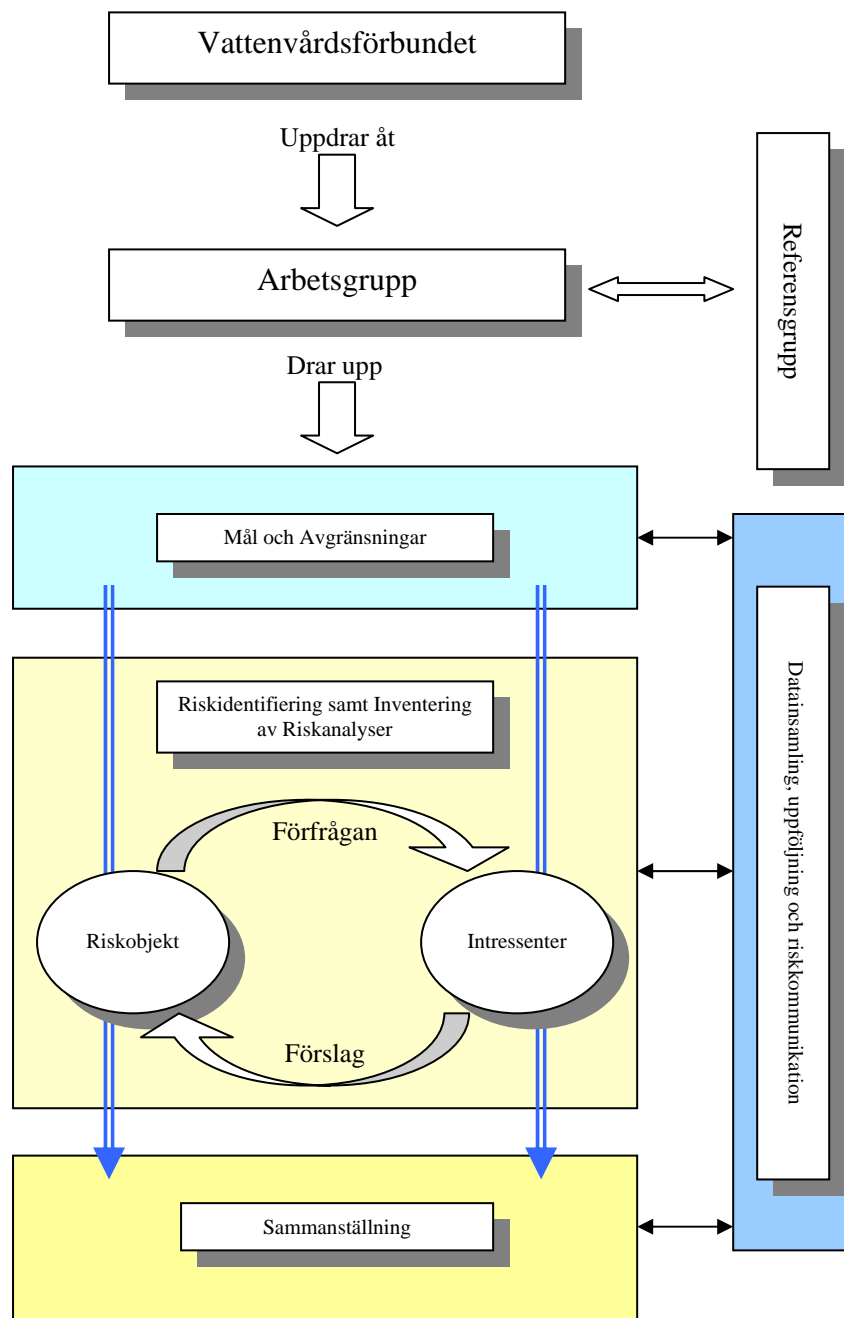 Vattenvårdsförbundet
Uppdrar åt
Arbetsgrupp
Referensgrupp
Drar upp
Mål och Avgränsningar
Riskidentifiering samt Inventering
av Riskanalyser
Förfrågan
Riskobjekt
Intressenter
Förslag
Datainsamling, uppföljning och riskkommunikation
Sammanställning